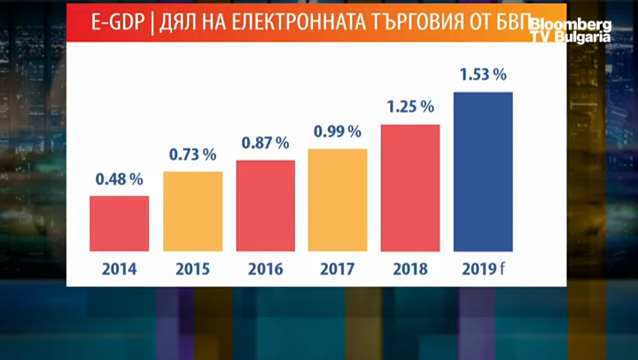 E-GDP | ДЯЛ НА ЕЛЕКТРОННАТА ТЪРГОВИЯ ОТ БВП
Bloomberg
TV Bulgaria
0.48 %
0.73 %
0.87 %
0.99 %
1.25 %
1.53 %
2014
2015
2016
2017
2018
2019 f